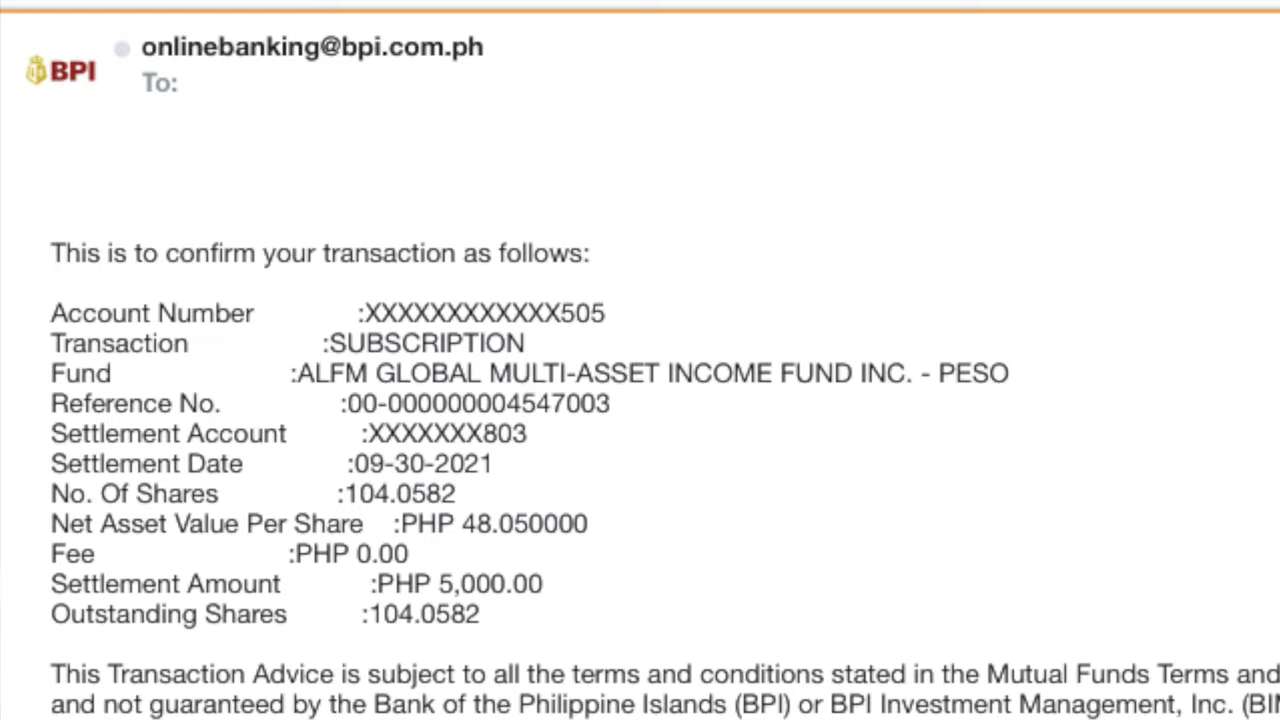 onlinebanking@bpi.com.ph
BPI
To:
This is to confirm your transaction as follows:
Account Number :XXXXXXXXXXXX505
Transaction :SUBSCRIPTION
Fund :ALFM GLOBAL MULTI-ASSET INCOME FUND INC. - PESO
Reference No. :00-000000004547003
Settlement Account :XXXXXXX803
Settlement Date :09-30-2021
No. Of Shares :104.0582
Net Asset Value Per Share :PHP 48.050000
Fee :PHP 0.00
Settlement Amount :PHP 5,000.00
Outstanding Shares :104.0582
This Transaction Advice is subject to all the terms and conditions stated in the Mutual Funds Terms and
and not guaranteed by the Bank of the Philippine Islands (BPI) or BPI Investment Management, Inc. (BI